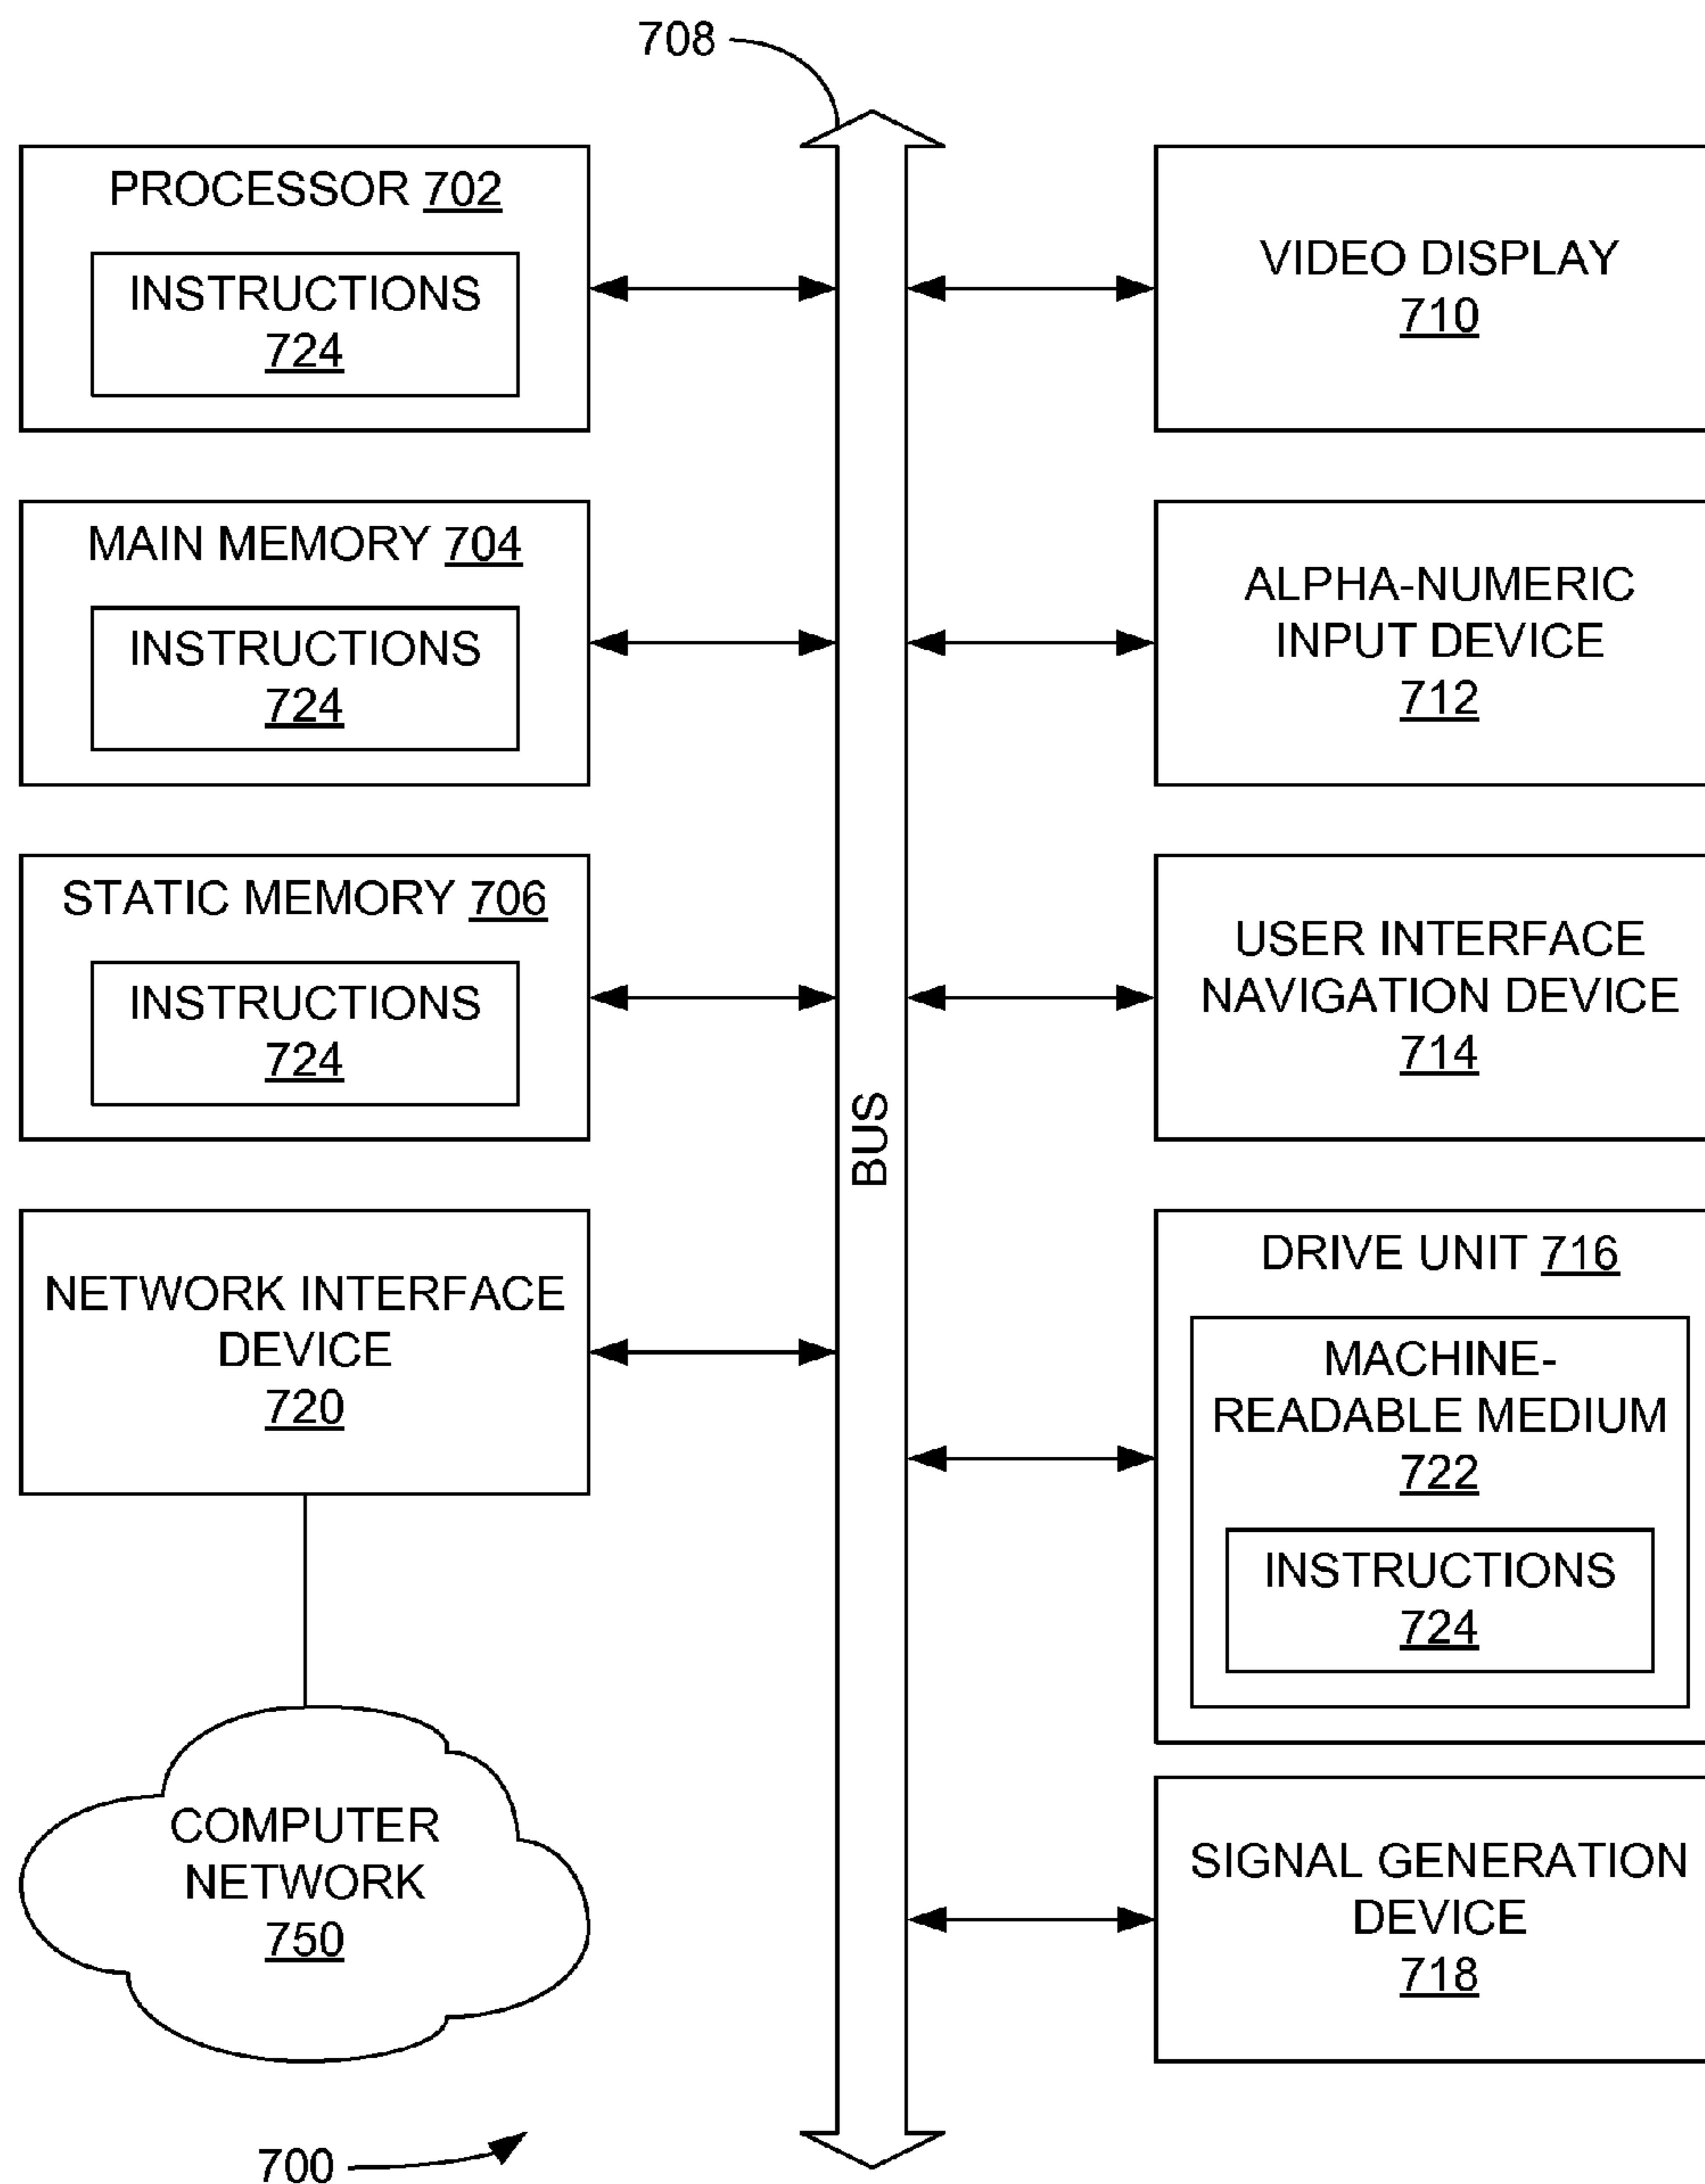 708
PROCESSOR 702
INSTRUCTIONS
724
MAIN MEMORY 704
INSTRUCTIONS
724
STATIC MEMORY 706
INSTRUCTIONS
724
NETWORK INTERFACE
DEVICE
720
COMPUTER
NETWORK
750
700
BUS
VIDEO DISPLAY
710
ALPHA-NUMERIC
INPUT DEVICE
712
USER INTERFACE
NAVIGATION DEVICE
714
DRIVE UNIT 716
MACHINE-
READABLE MEDIUM
722
INSTRUCTIONS
724
SIGNAL GENERATION
DEVICE
718